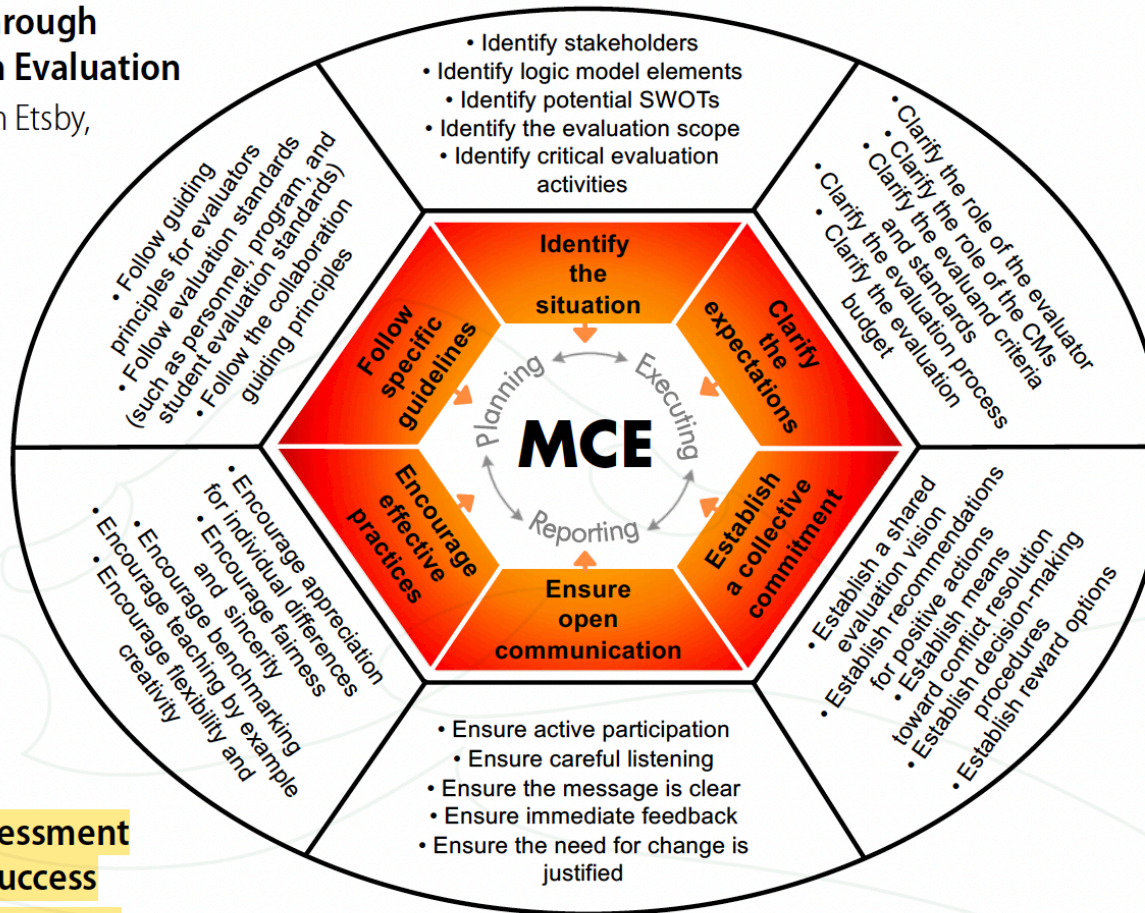 rough
n Evaluation
n Etsby,
• Identify stakeholders
• Identify logic model elements
• Identify potential SWOTs
• Identify the evaluation scope
• Identify critical evaluation
activities
• Clarify the role of the evaluator
• Clarify the role of the CMs
• Clarify the evaluand criteria
and standards
• Clarify the evaluation process
• Clarify the evaluation
budget
• Follow guiding
principles for evaluators
• Follow evaluation standards
(such as personnel, program, and
student evaluation standards)
• Follow the collaboration
guiding principles
Identify
the
situation
Clarify
the
expectations
Follow
specific
guidelines
Planning
Executing
MCE
Reporting
Encourage
effective
practices
Establish
a collective
commitment
Ensure
open
communication
• Encourage appreciation
for individual differences
• Encourage fairness
and sincerity
• Encourage benchmarking
• Encourage teaching by example
• Encourage flexibility and
creativity
• Establish a shared
evaluation vision
• Establish recommendations
for positive actions
• Establish means
toward conflict resolution
• Establish decision-making
procedures
• Establish reward options
• Ensure active participation
• Ensure careful listening
• Ensure the message is clear
• Ensure immediate feedback
• Ensure the need for change is
justified
essment
uccess